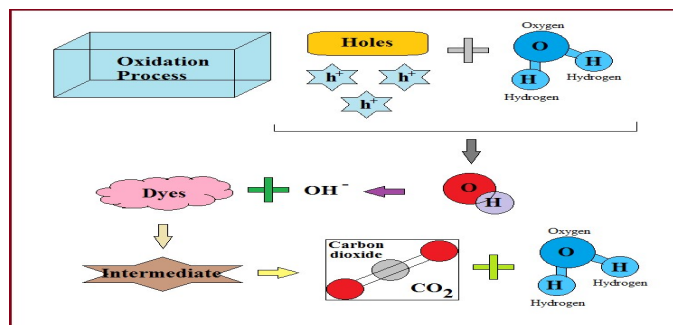 Oxidation
Process
Holes
h+
h+
h+
Oxygen
O
H
H
Hydrogen
Hydrogen
Dyes
OH -
O
H
Intermediate
Carbon
dioxide
CO2
Oxygen
O
H
H
Hydrogen
Hydrogen